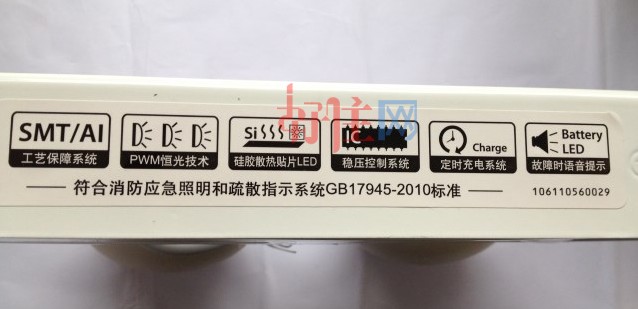 耐住网
SMT/AI
工艺保障系统
PWM恒光技术
Si
硅胶散热贴片LED
IC
稳压控制系统
Charge
定时充电系统
Battery
LED
故障时语音提示
符合消防应急照明和疏散指示系统GB17945-2010标准
106110560029